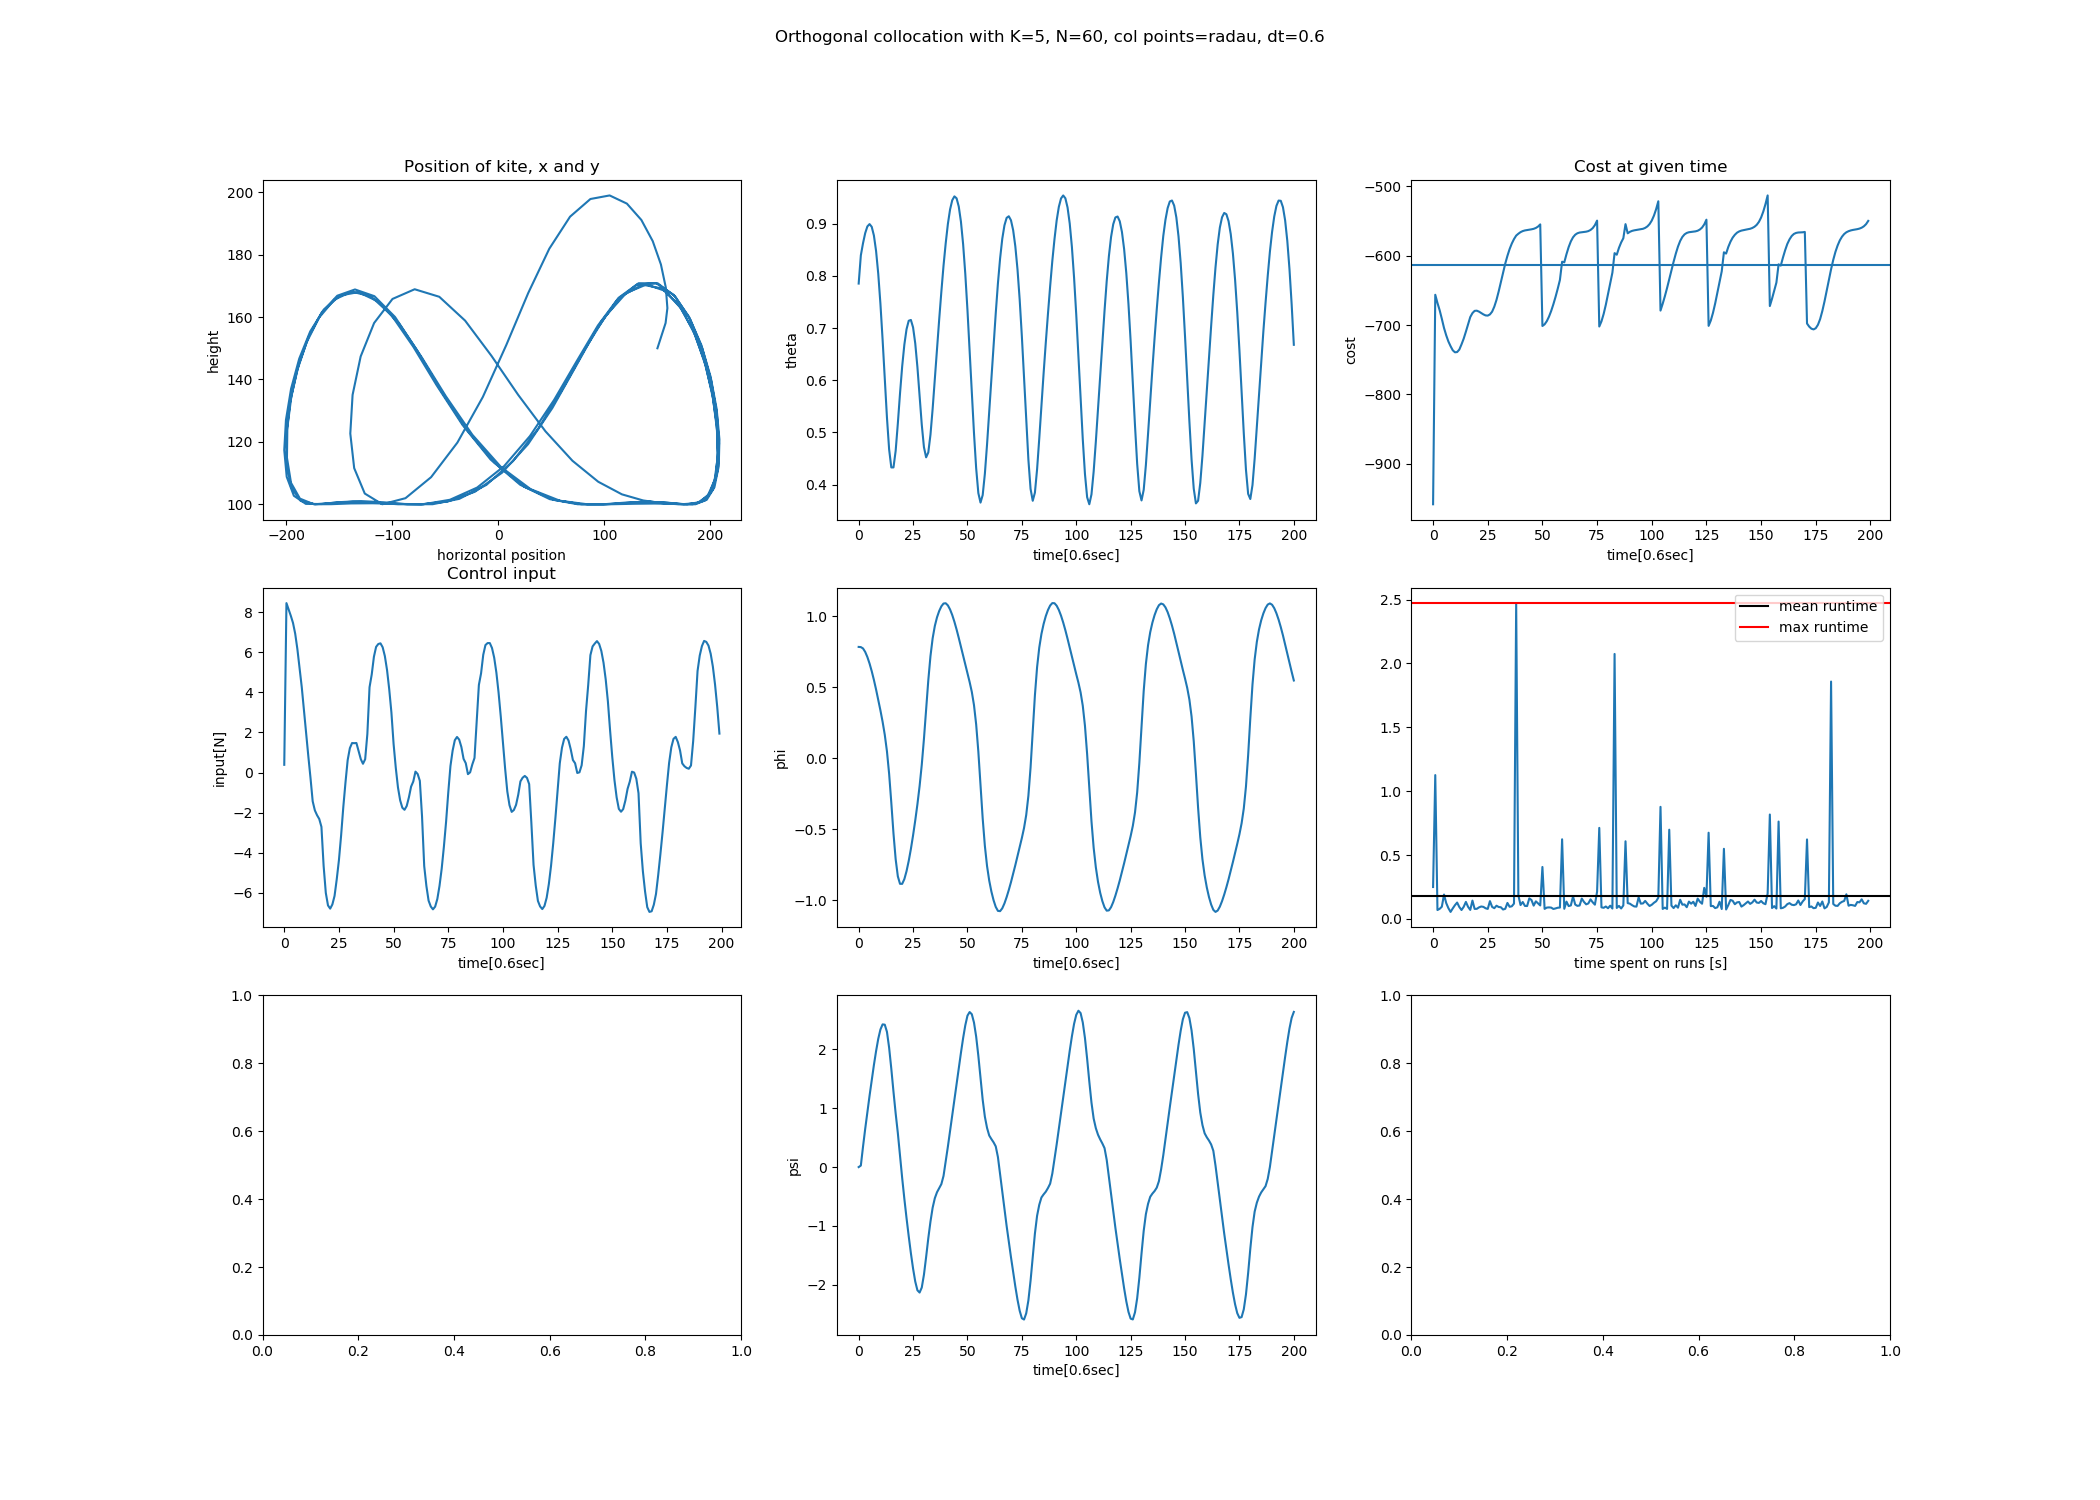 Orthogonal collocation with K=5, N=60, col points=radau, dt=0.6
Position of kite, x and y
200
180
160
140
120
100
height
−200 −100 0 100 200
horizontal position
0.9
0.8
0.7
0.6
0.5
0.4
theta
0 25 50 75 100 125 150 175 200
time[0.6sec]
Cost at given time
−500
−600
−700
−800
−900
cost
0 25 50 75 100 125 150 175 200
time[0.6sec]
Control input
8
6
4
2
0
−2
−4
−6
input[N]
0 25 50 75 100 125 150 175 200
time[0.6sec]
1.0
0.5
0.0
−0.5
−1.0
phi
0 25 50 75 100 125 150 175 200
time[0.6sec]
mean runtime
max runtime
2.5
2.0
1.5
1.0
0.5
0.0
0 25 50 75 100 125 150 175 200
time spent on runs [s]
1.0
0.8
0.6
0.4
0.2
0.0
0.0 0.2 0.4 0.6 0.8 1.0
2
1
0
−1
−2
psi
0 25 50 75 100 125 150 175 200
time[0.6sec]
1.0
0.8
0.6
0.4
0.2
0.0
0.0 0.2 0.4 0.6 0.8 1.0